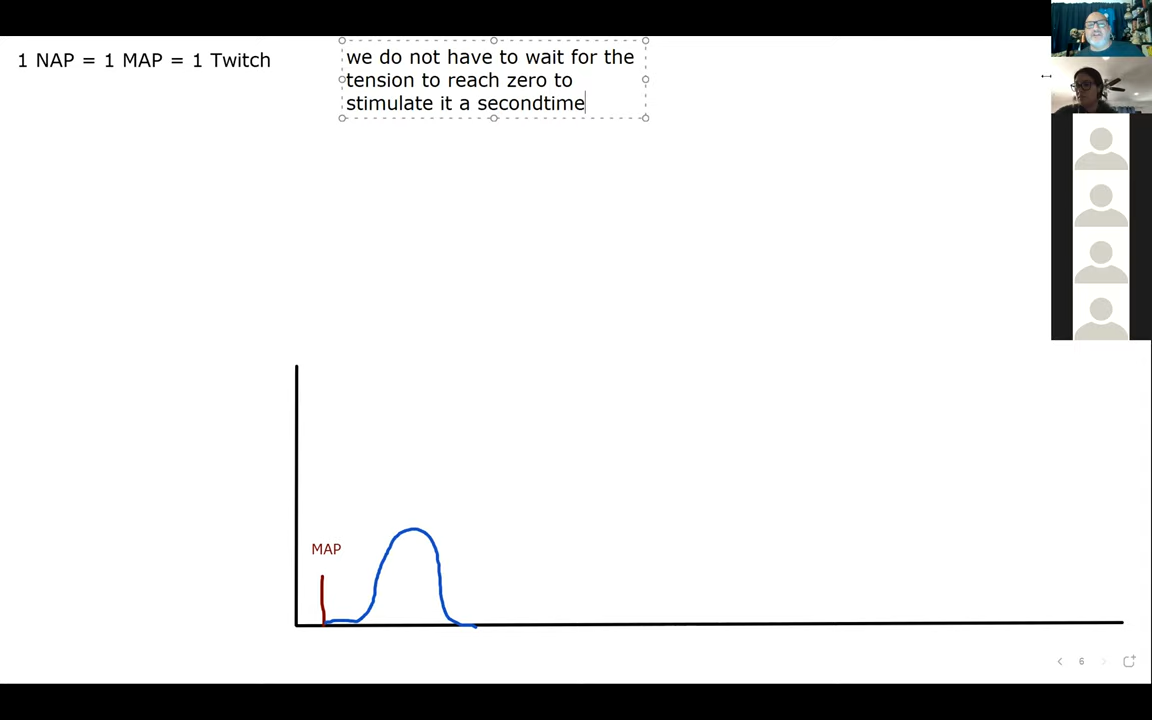 1 NAP = 1 MAP = 1 Twitch
we do not have to wait for the
tension to reach zero to
stimulate it a secondtime
MAP
6